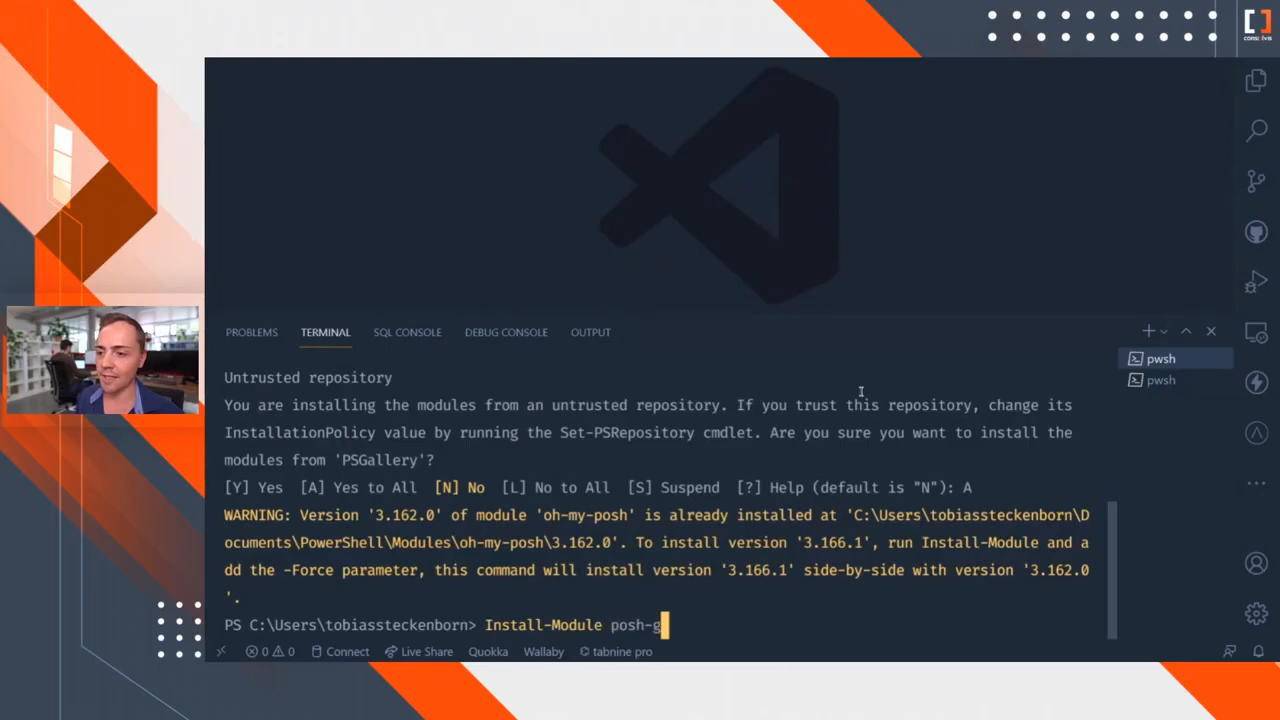 PROBLEMS TERMINAL SQL CONSOLE DEBUG CONSOLE OUTPUT
pwsh
pwsh
Untrusted repository
You are installing the modules from an untrusted repository. If you trust this repository, change its
InstallationPolicy value by running the Set-PSRepository cmdlet. Are you sure you want to install the
modules from 'PSGallery'?
[Y] Yes [A] Yes to All [N] No [L] No to All [S] Suspend [?] Help (default is "N"): A
WARNING: Version '3.162.0' of module 'oh-my-posh' is already installed at 'C:\Users\tobiassteckenborn\D
ocuments\PowerShell\Modules\oh-my-posh\3.162.0'. To install version '3.166.1', run Install-Module and a
dd the -Force parameter, this command will install version '3.166.1' side-by-side with version '3.162.0
'.
PS C:\Users\tobiassteckenborn> Install-Module posh-g
0 0 Connect Live Share Quokka Wallaby tabnine pro